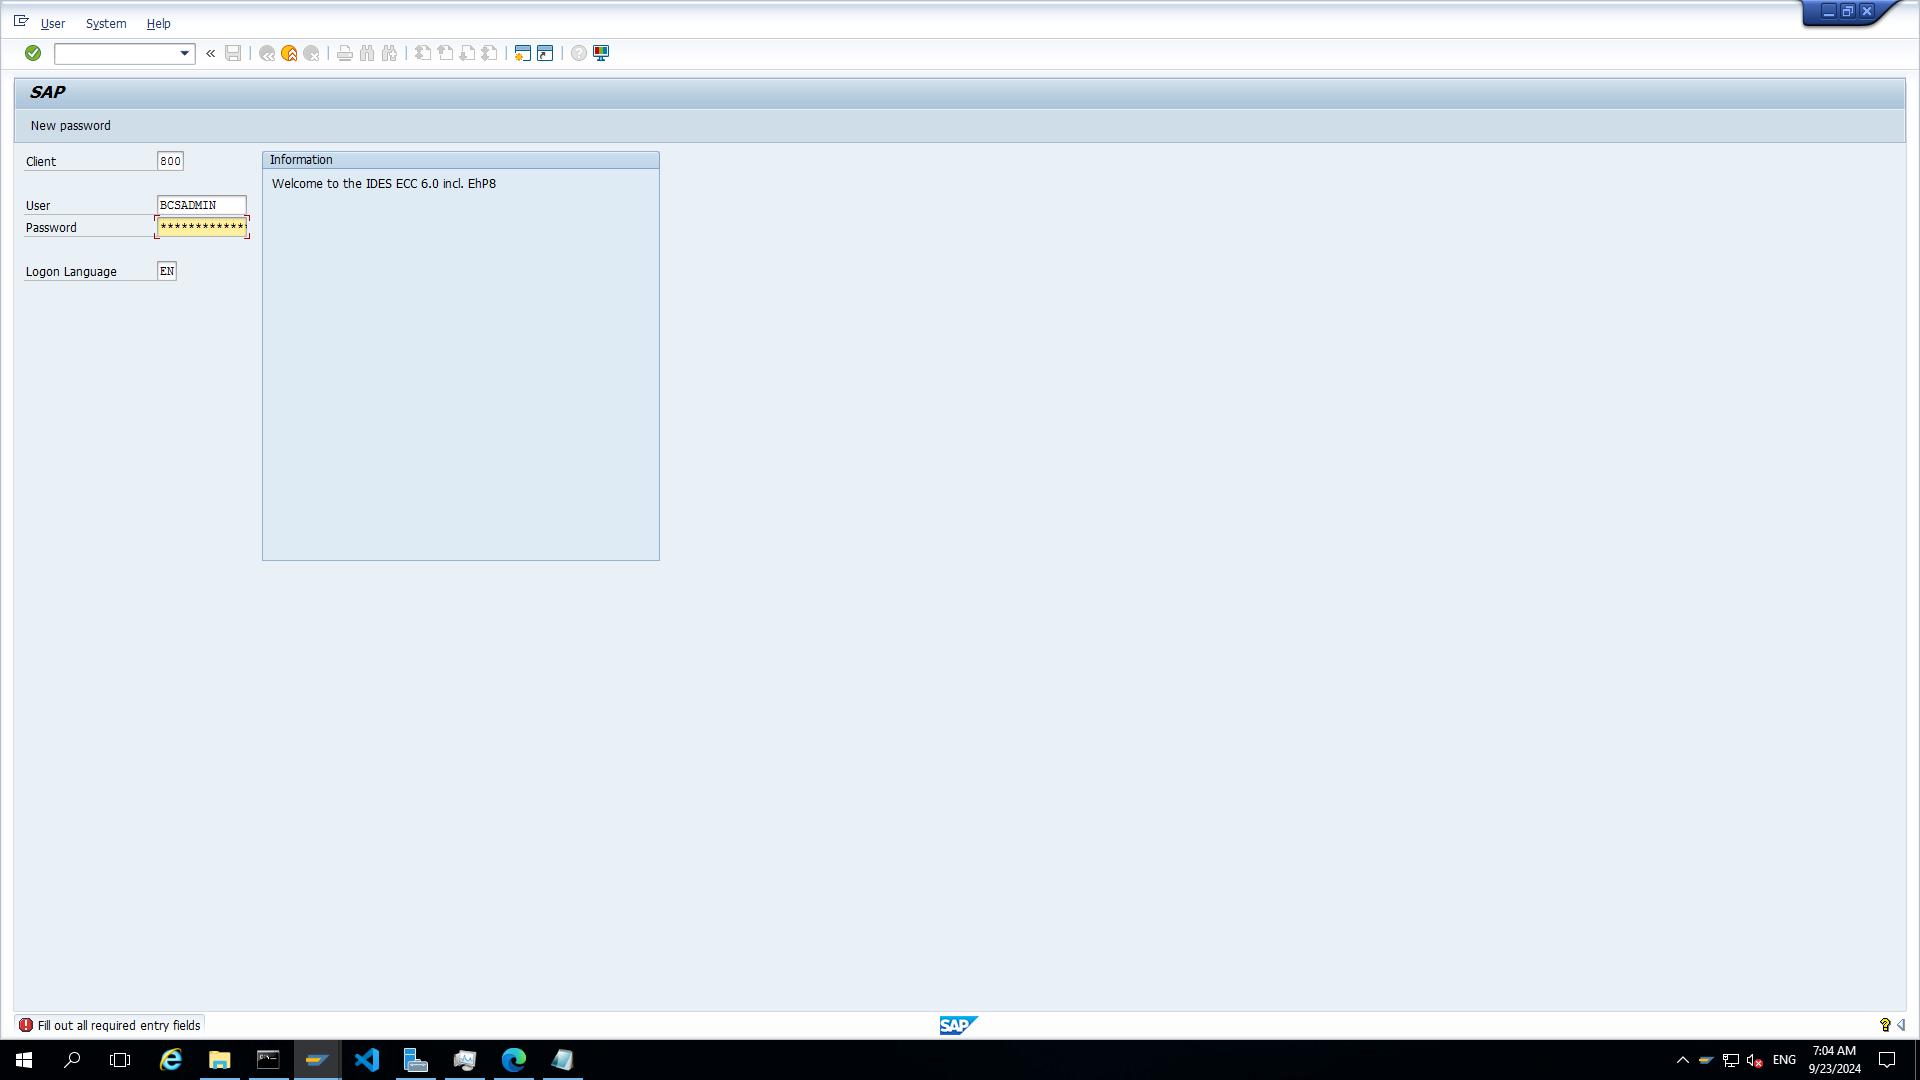 User System Help
SAP
New password
Client 800
Information
Welcome to the IDES ECC 6.0 incl. EhP8
User BCSADMIN
Password *************
Logon Language EN
Fill out all required entry fields
SAP
ENG
7:04 AM
9/23/2024